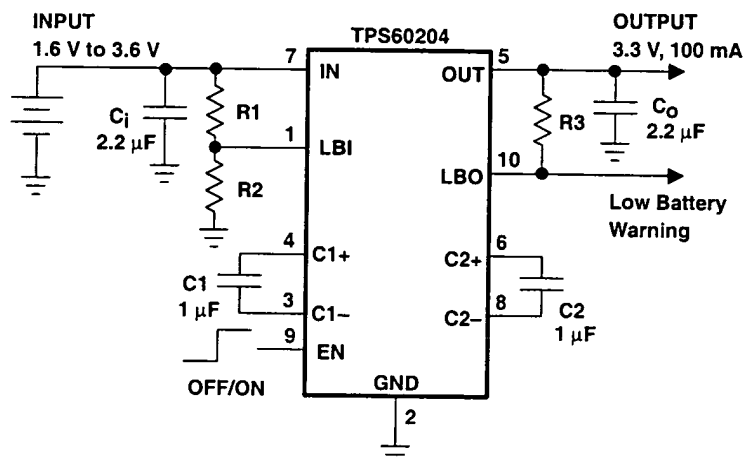 INPUT
1.6 V to 3.6 V
TPS60204
OUTPUT
3.3 V, 100 mA
7
IN
5
OUT
Ci
2.2 μF
R1
R2
1
LBI
R3
Co
2.2 μF
10
LBO
Low Battery
Warning
4
C1+
C1
1 μF
3
C1–
9
EN
OFF/ON
6
C2+
8
C2–
C2
1 μF
GND
2